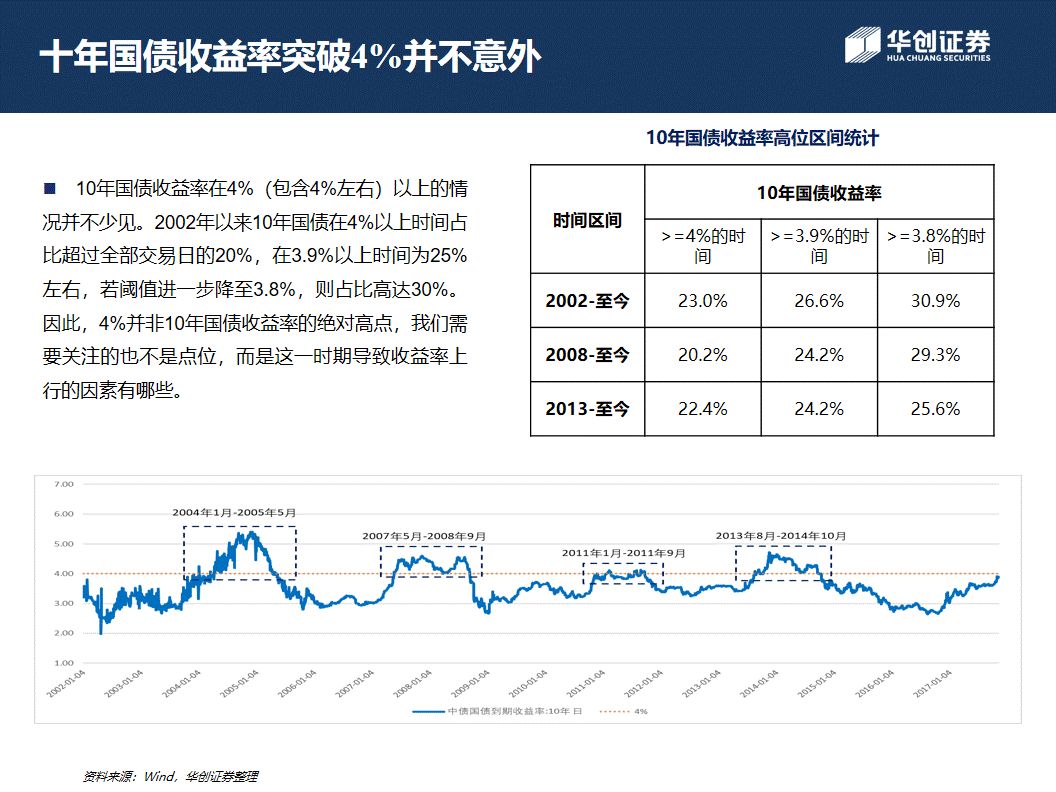 十年国债收益率突破4%并不意外
华创证券
HUA CHUANG SECURITIES
10年国债收益率在4%（包含4%左右）以上的情
况并不少见。2002年以来10年国债在4%以上时间占
比超过全部交易日的20%，在3.9%以上时间为25%
左右，若阈值进一步降至3.8%，则占比高达30%。
因此，4%并非10年国债收益率的绝对高点，我们需
要关注的也不是点位，而是这一时期导致收益率上
行的因素有哪些。
10年国债收益率高位区间统计
时间区间
10年国债收益率
>=4%的时
间
>=3.9%的时
间
>=3.8%的时
间
2002-至今 23.0% 26.6% 30.9%
2008-至今 20.2% 24.2% 29.3%
2013-至今 22.4% 24.2% 25.6%
7.00
6.00
5.00
4.00
3.00
2.00
1.00
2004年1月-2005年5月
2007年5月-2008年9月
2011年1月-2011年9月
2013年8月-2014年10月
2002-01-04
2003-01-04
2004-01-04
2005-01-04
2006-01-04
2007-01-04
2008-01-04
2009-01-04
2010-01-04
2011-01-04
2012-01-04
2013-01-04
2014-01-04
2015-01-04
2016-01-04
2017-01-04
中债国债到期收益率:10年 日
4%
资料来源：Wind，华创证券整理